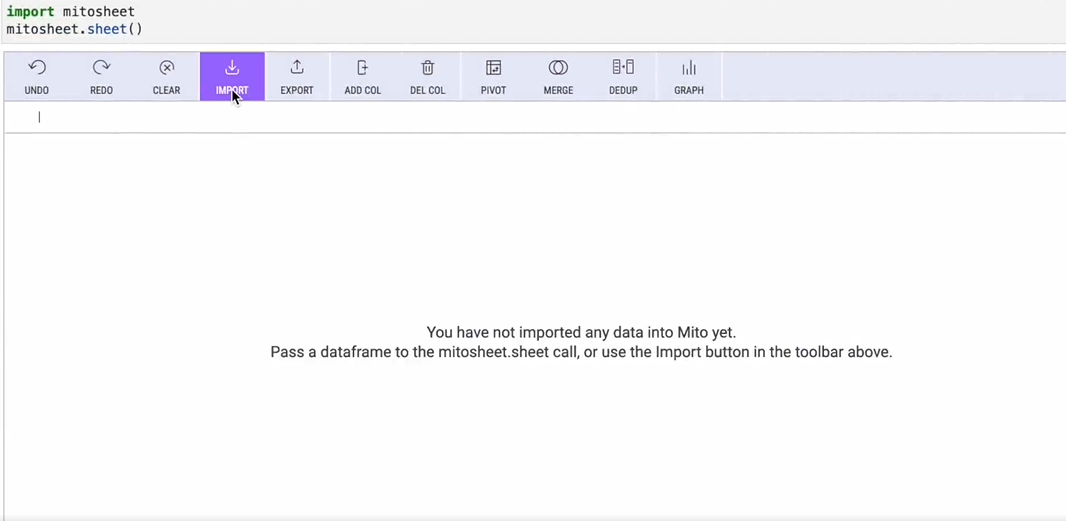 import mitosheet
mitosheet.sheet()
UNDO REDO CLEAR IMPORT EXPORT ADD COL DEL COL PIVOT MERGE DEDUP GRAPH
You have not imported any data into Mito yet.
Pass a dataframe to the mitosheet.sheet call, or use the Import button in the toolbar above.